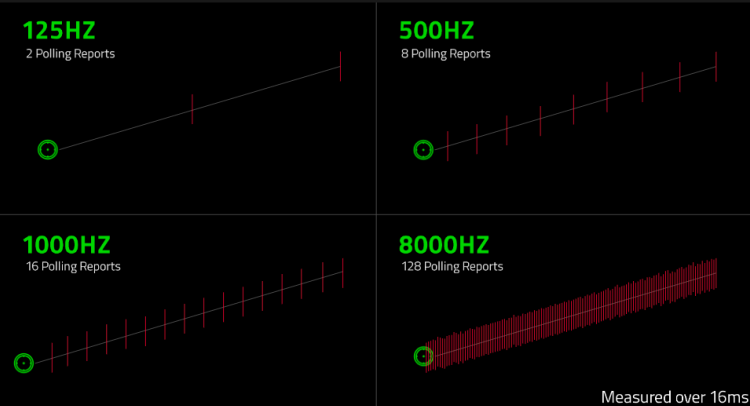 125HZ
2 Polling Reports
500HZ
8 Polling Reports
1000HZ
16 Polling Reports
8000HZ
128 Polling Reports
Measured over 16ms